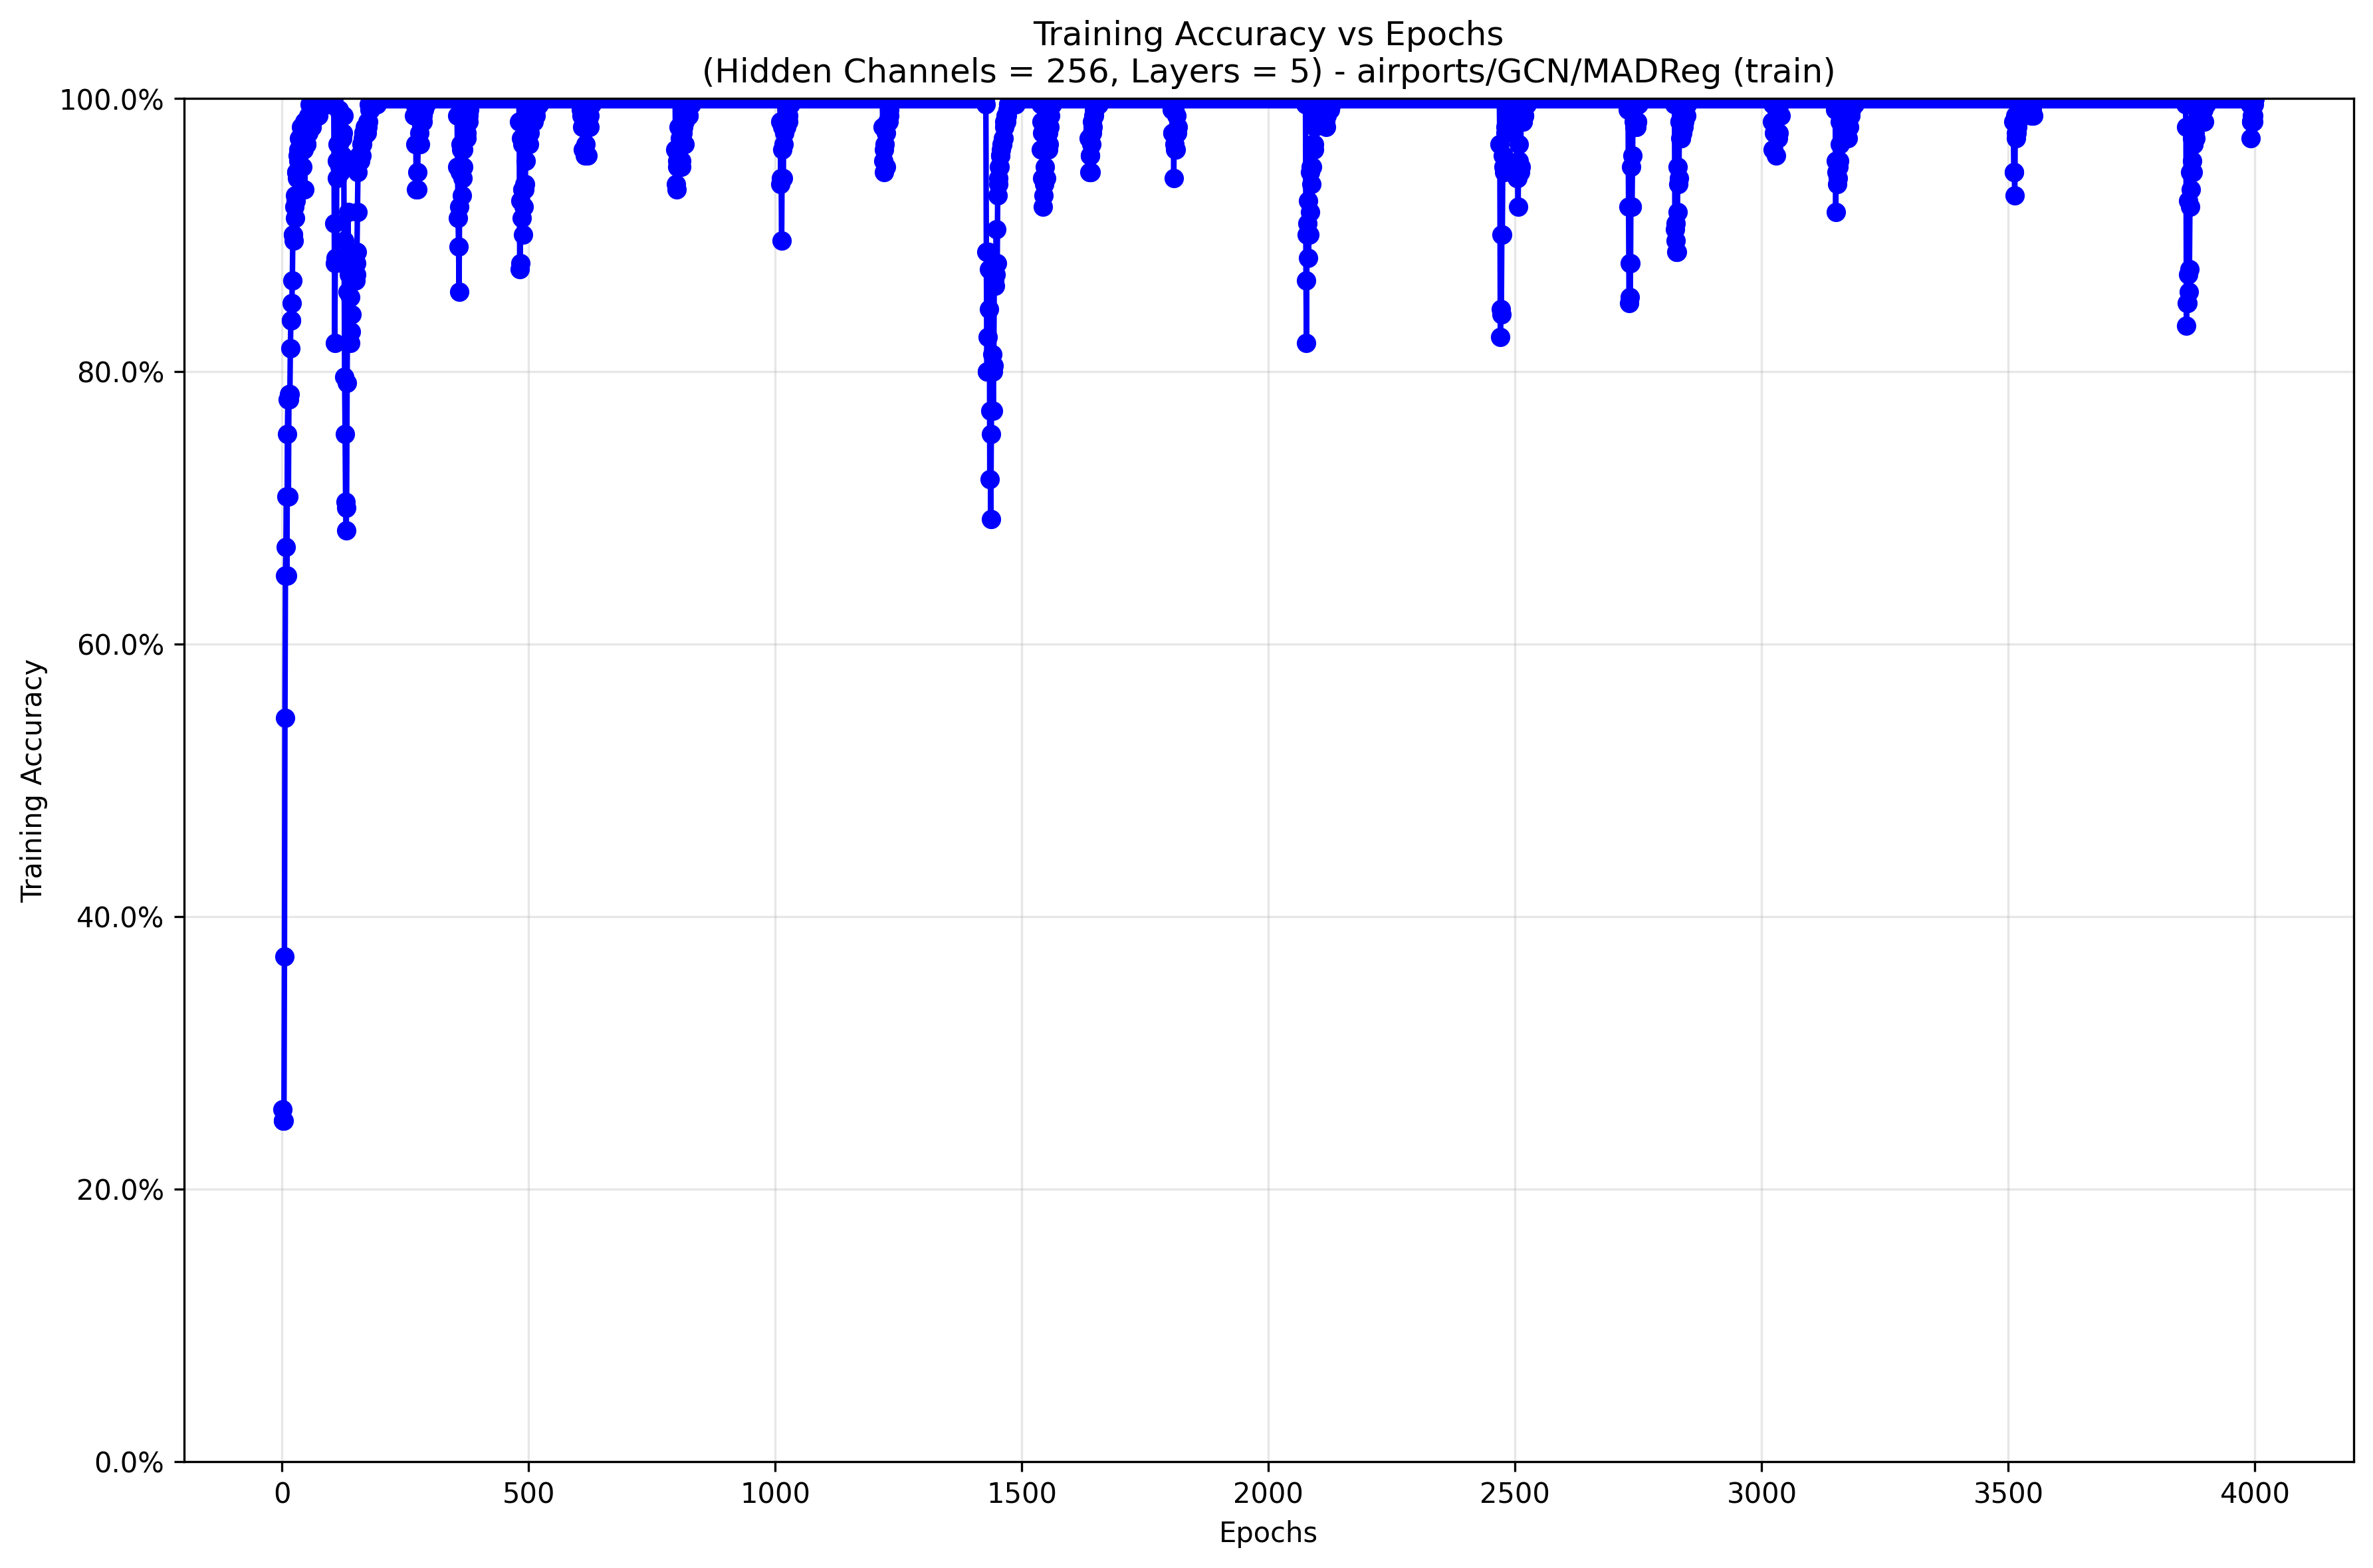 Training Accuracy vs Epochs
(Hidden Channels = 256, Layers = 5) - airports/GCN/MADReg (train)
Training Accuracy
100.0%
80.0%
60.0%
40.0%
20.0%
0.0%
0 500 1000 1500 2000 2500 3000 3500 4000
Epochs